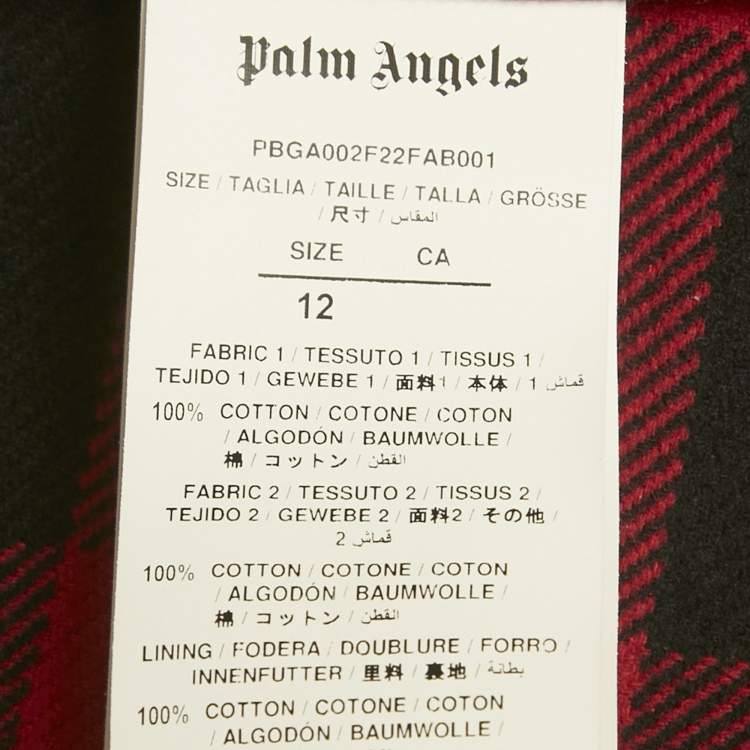 Palm Angels
PBGA002F22FAB001
SIZE / TAGLIA / TAILLE / TALLA / GRÖSSE
/ 尺寸 / المقاس
SIZE CA
12
FABRIC 1 / TESSUTO 1 / TISSUS 1 /
TEJIDO 1 / GEWEBE 1 / 面料1 / 本体 / قماش 1
100% COTTON / COTONE / COTON
/ ALGODÓN / BAUMWOLLE /
棉 / コットン / القطن
FABRIC 2 / TESSUTO 2 / TISSUS 2 /
TEJIDO 2 / GEWEBE 2 / 面料2 / その他 /
قماش 2
100% COTTON / COTONE / COTON
/ ALGODÓN / BAUMWOLLE /
棉 / コットン / القطن
LINING / FODERA / DOUBLURE / FORRO /
INNENFUTTER / 里料 / 裏地 / بطانة
100% COTTON / COTONE / COTON
/ ALGODÓN / BAUMWOLLE /